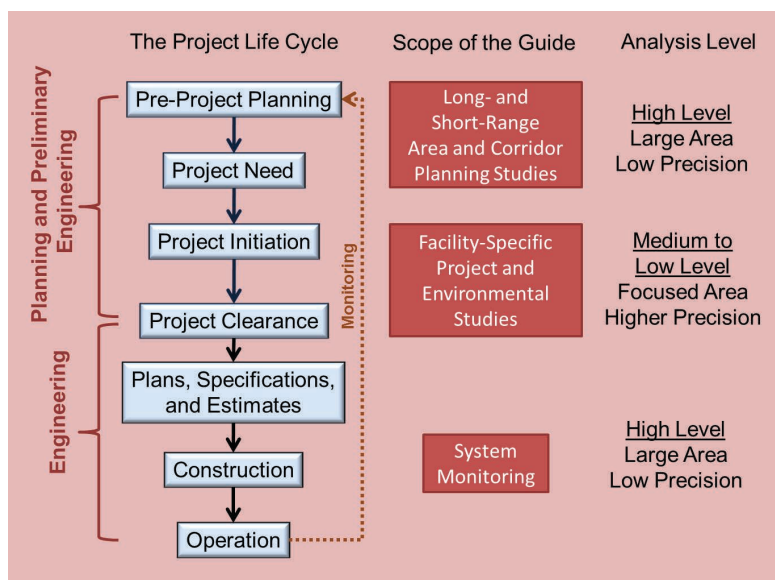 The Project Life Cycle
Scope of the Guide
Analysis Level
Planning and Preliminary
Engineering
Engineering
Pre-Project Planning
Project Need
Project Initiation
Project Clearance
Plans, Specifications,
and Estimates
Construction
Operation
Monitoring
Long- and
Short-Range
Area and Corridor
Planning Studies
Facility-Specific
Project and
Environmental
Studies
System
Monitoring
High Level
Large Area
Low Precision
Medium to
Low Level
Focused Area
Higher Precision
High Level
Large Area
Low Precision